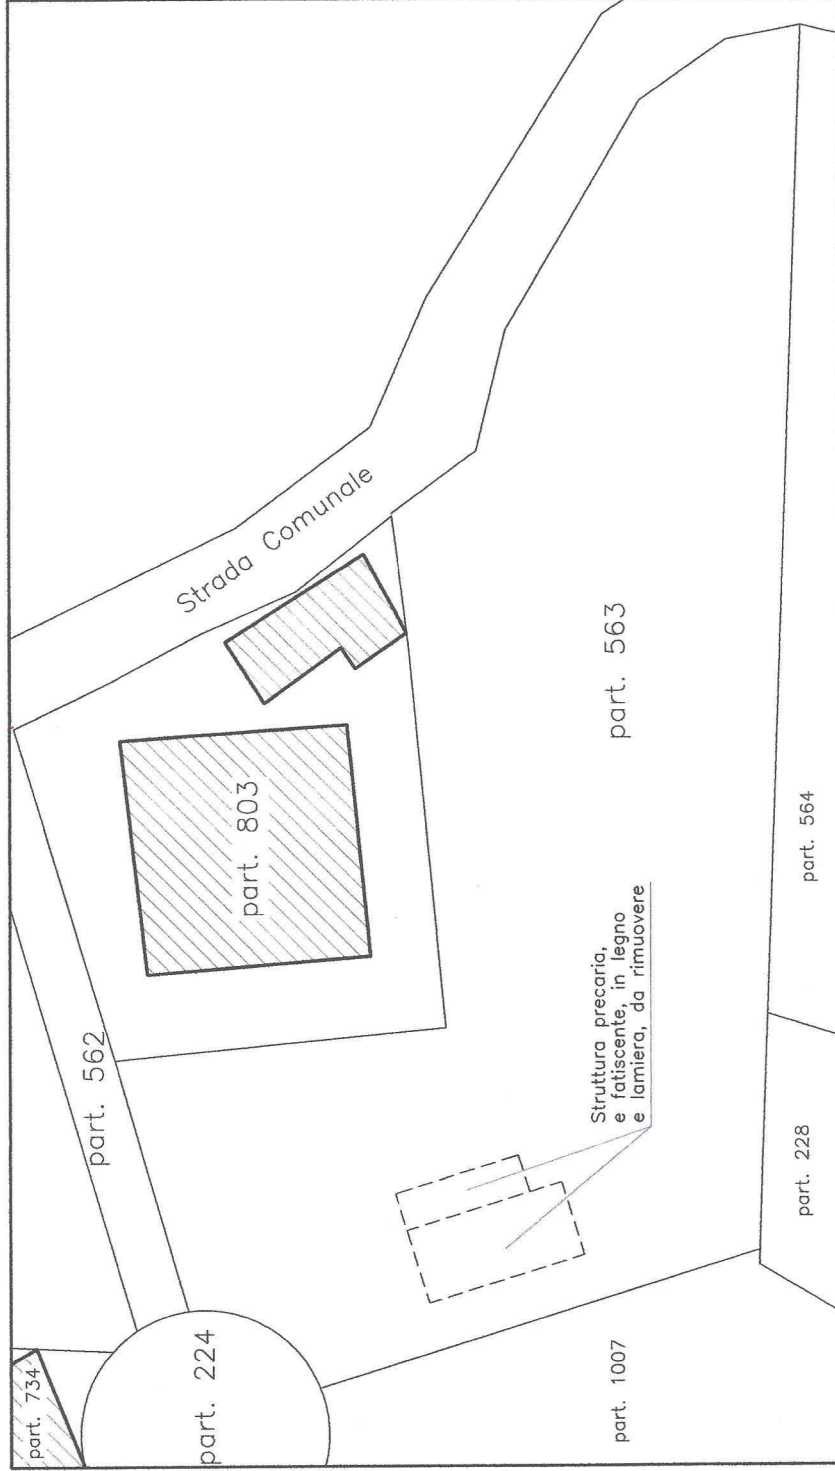 part. 734
part. 224
part. 562
part. 803
Strada Comunale
part. 1007
Struttura precaria,
e fatiscente, in legno
e lamiera, da rimuovere
part. 563
part. 228
part. 564